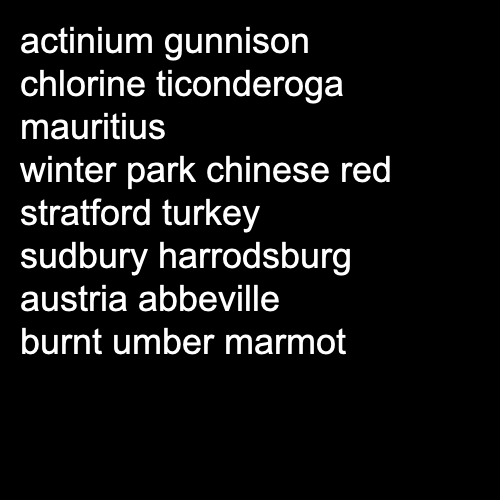 actinium gunnison
chlorine ticonderoga
mauritius
winter park chinese red
stratford turkey
sudbury harrodsburg
austria abbeville
burnt umber marmot